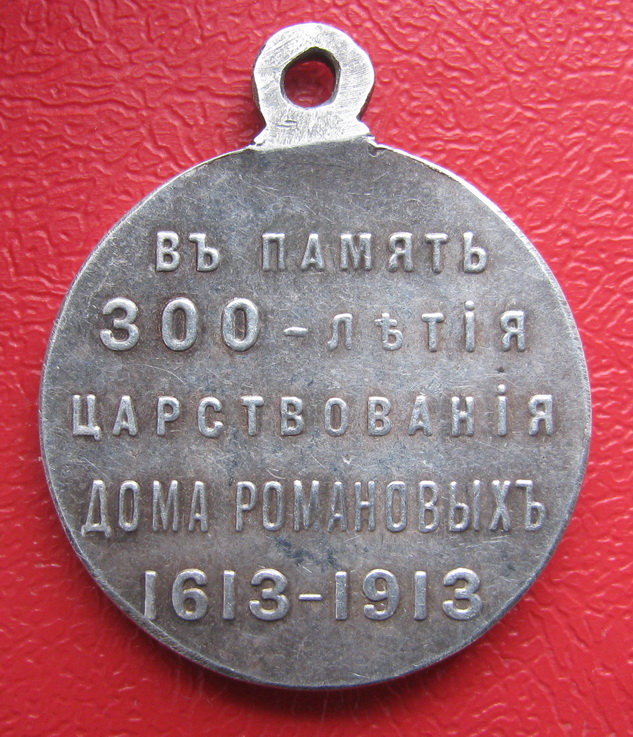 ВЪ ПАМЯТЬ
300-ЛѢТІЯ
ЦАРСТВОВАНІЯ
ДОМА РОМАНОВЫХЪ
1613-1913